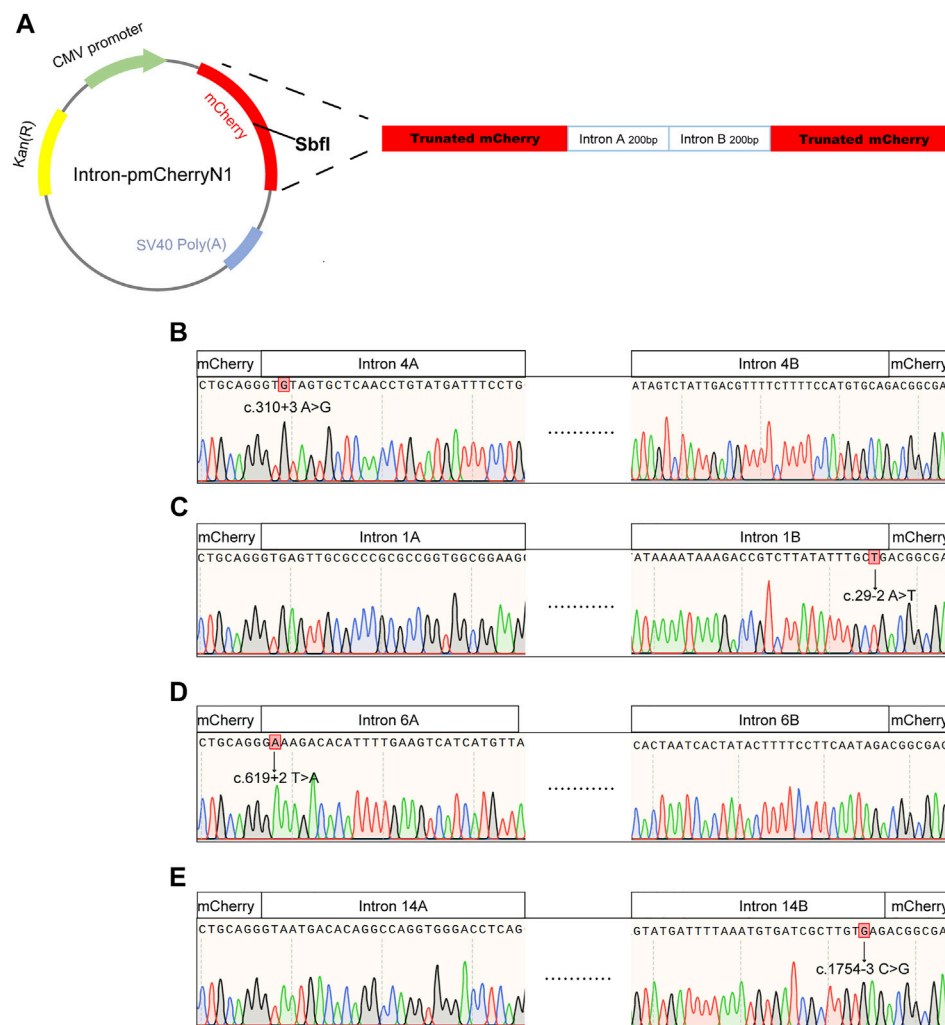 A
CMV promoter
Kan(R)
mCherry
SbfI
Intron-pmCherryN1
SV40 Poly(A)
Trunated mCherry
Intron A 200bp
Intron B 200bp
Trunated mCherry
B
mCherry
Intron 4A
Intron 4B
mCherry
CTGCAGGGTGGTAGTGCTCAACCTGTATGATTTCCTG
ATAGTCTATTGACGTTTTCTTTTCCATGTGCAGACGGCGA
c.310+3 A>G
C
mCherry
Intron 1A
Intron 1B
mCherry
CTGCAGGGTGAGTTGCGCCCGCGCCGGTGGCGGAAG
ATAAAATAAAGACCGTCTTATATTTGCTGACGGCGA
c.29-2 A>T
D
mCherry
Intron 6A
Intron 6B
mCherry
CTGCAGGGAAAGACACATTTTGAAGTCATCATGTTA
CACTAATCACTATACTTTTCCTTCAATAGACGGCGAC
c.619+2 T>A
E
mCherry
Intron 14A
Intron 14B
mCherry
CTGCAGGGTAATGACACAGGCCAGGTGGGACCTCAG
GTATGATTTTAAATGTGATCGCTTGTGAGACGGCGA
c.1754-3 C>G